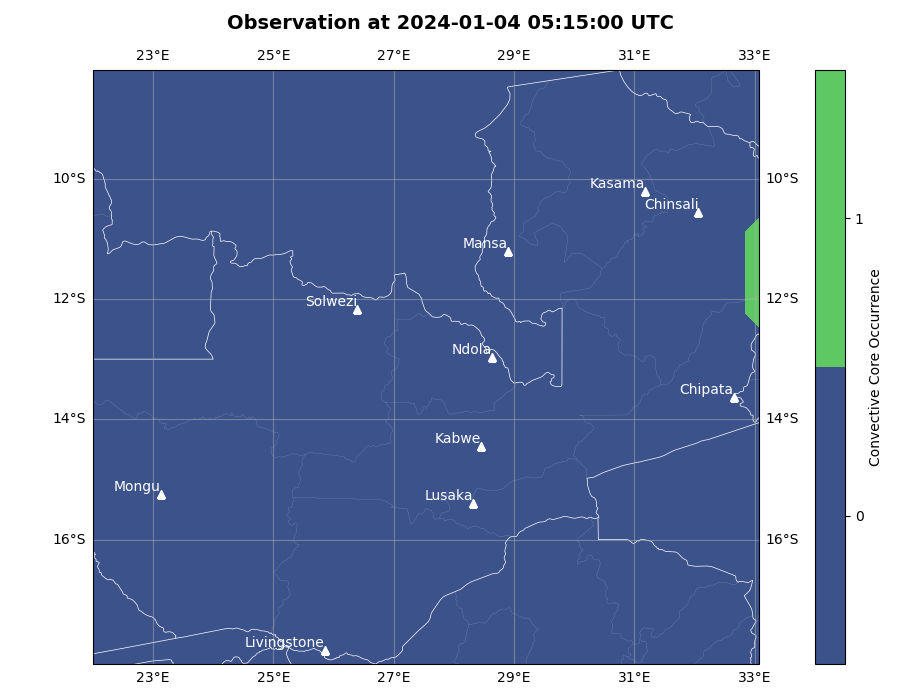 Observation at 2024-01-04 05:15:00 UTC
23°E 25°E 27°E 29°E 31°E 33°E
10°S 10°S
Kasama
Chinsali
1
Mansa
12°S 12°S
Solwezi
Ndola
Chipata
14°S 14°S
Kabwe
Mongu
Lusaka
16°S 16°S
0
Livingstone
23°E 25°E 27°E 29°E 31°E 33°E
Convective Core Occurrence